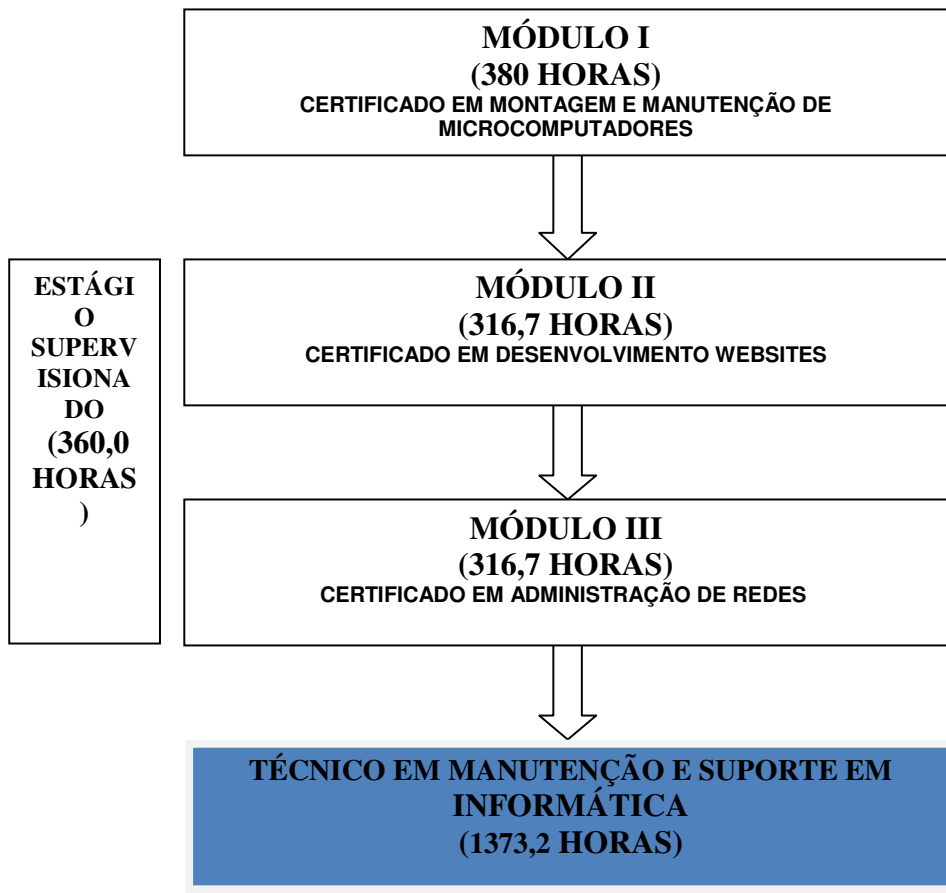 MÓDULO I
(380 HORAS)
CERTIFICADO EM MONTAGEM E MANUTENÇÃO DE
MICROCOMPUTADORES
ESTÁGI
O
SUPERV
ISIONA
DO
(360,0
HORAS
)
MÓDULO II
(316,7 HORAS)
CERTIFICADO EM DESENVOLVIMENTO WEBSITES
MÓDULO III
(316,7 HORAS)
CERTIFICADO EM ADMINISTRAÇÃO DE REDES
TÉCNICO EM MANUTENÇÃO E SUPORTE EM
INFORMÁTICA
(1373,2 HORAS)